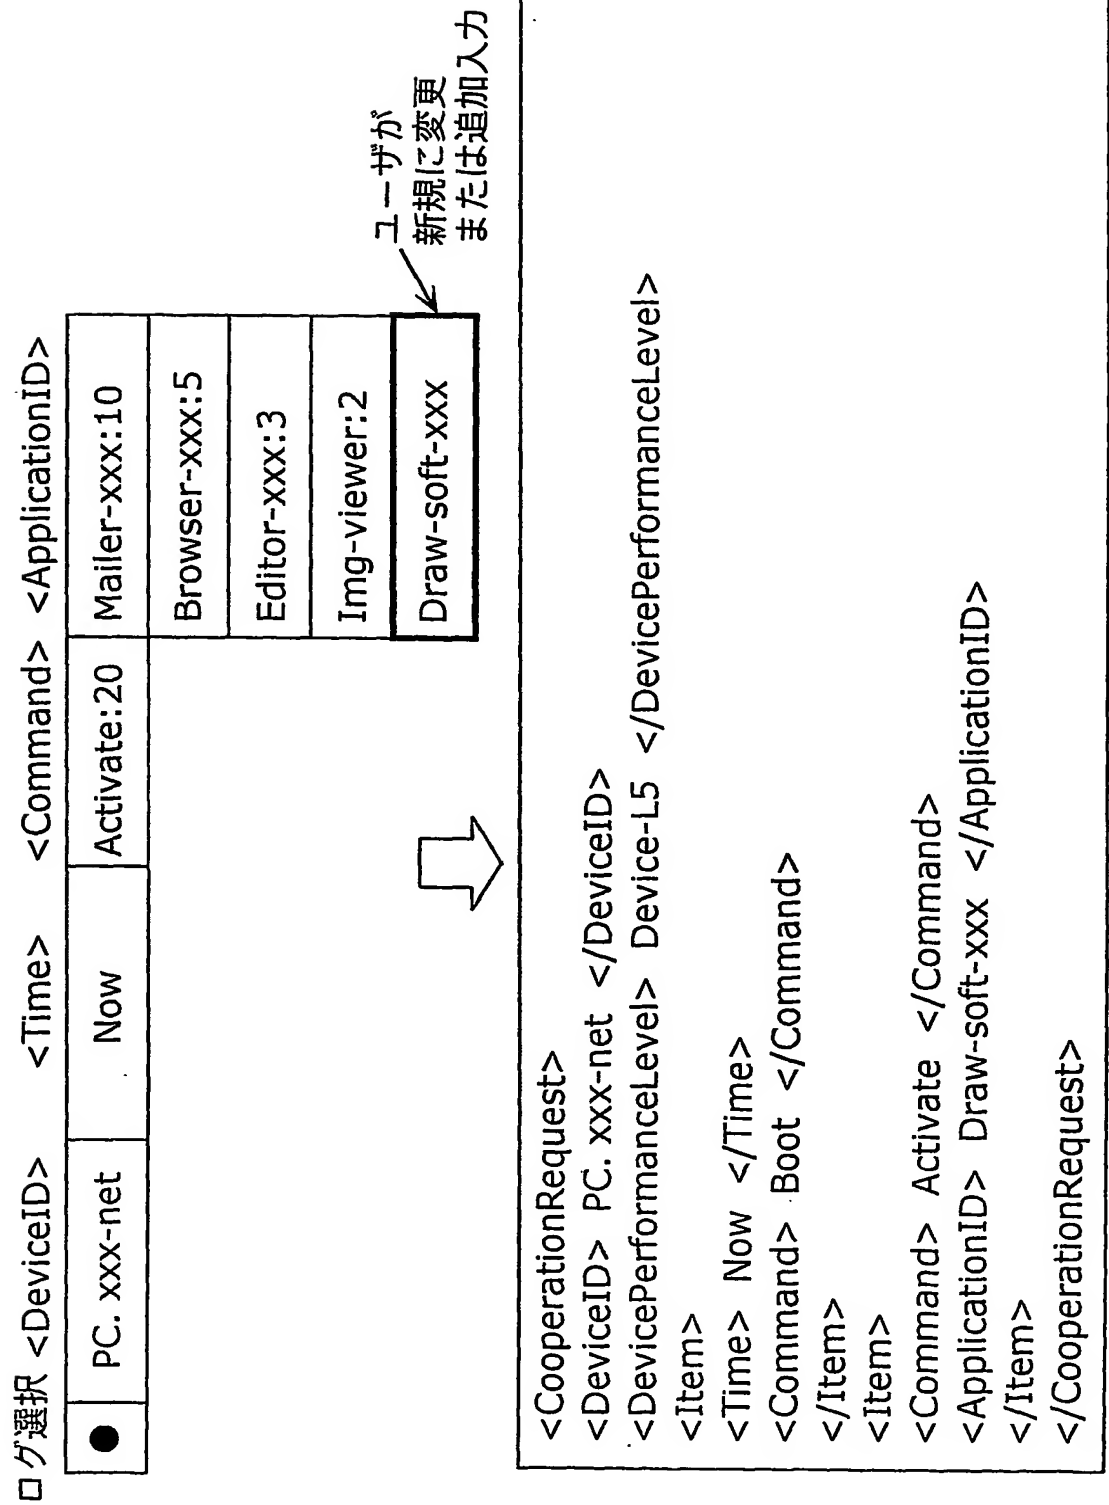 ログ選択 <DeviceID> <Time> <Command> <ApplicationID>
● PC. xxx-net Now Activate:20 Mailer-xxx:10
Browser-xxx:5
Editor-xxx:3
Img-viewer:2
Draw-soft-xxx
ユーザが
新規に変更
または追加入力
<CooperationRequest>
<DeviceID> PC. xxx-net </DeviceID>
<DevicePerformanceLevel> Device-L5 </DevicePerformanceLevel>
<Item>
<Time> Now </Time>
<Command> Boot </Command>
</Item>
<Item>
<Command> Activate </Command>
<ApplicationID> Draw-soft-xxx </ApplicationID>
</Item>
</CooperationRequest>